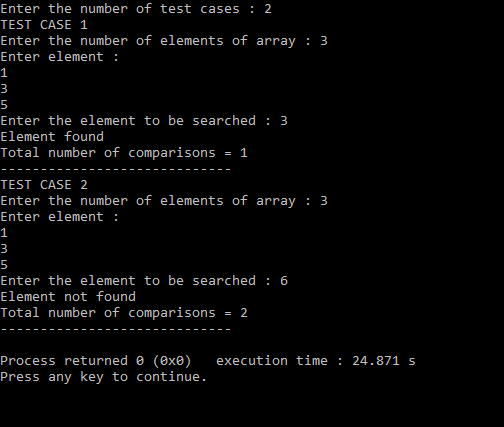 Enter the number of test cases : 2
TEST CASE 1
Enter the number of elements of array : 3
Enter element :
1
3
5
Enter the element to be searched : 3
Element found
Total number of comparisons = 1
-----------------------------
TEST CASE 2
Enter the number of elements of array : 3
Enter element :
1
3
5
Enter the element to be searched : 6
Element not found
Total number of comparisons = 2
-----------------------------
Process returned 0 (0x0)   execution time : 24.871 s
Press any key to continue.